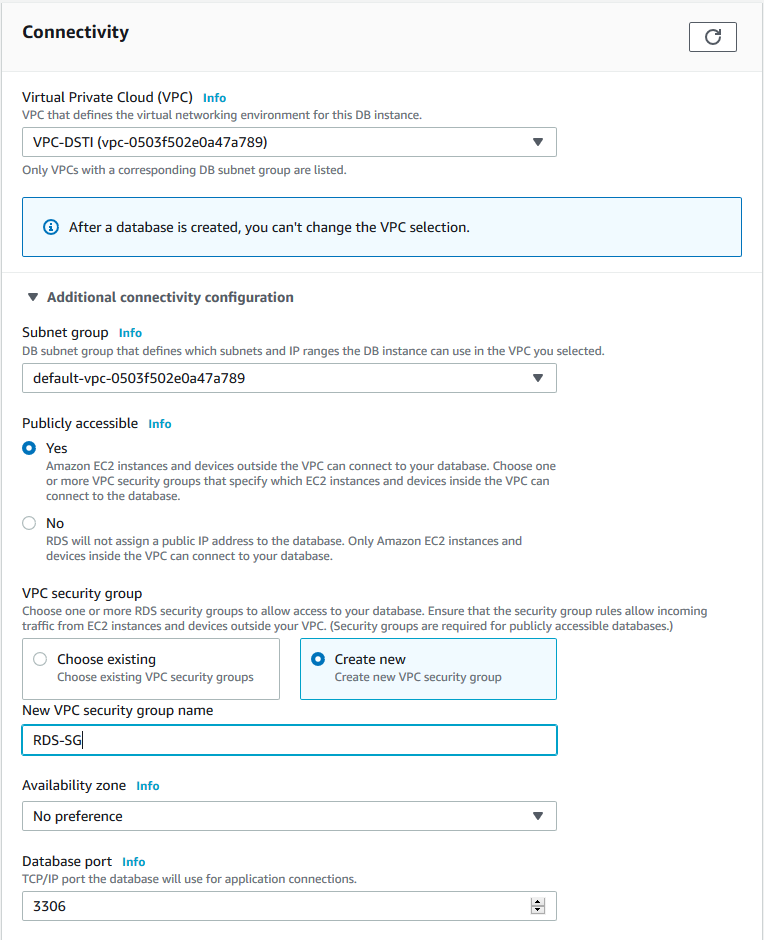 Connectivity
Virtual Private Cloud (VPC) Info
VPC that defines the virtual networking environment for this DB instance.
VPC-DSTI (vpc-0503f502e0a47a789)
Only VPCs with a corresponding DB subnet group are listed.
After a database is created, you can't change the VPC selection.
Additional connectivity configuration
Subnet group Info
DB subnet group that defines which subnets and IP ranges the DB instance can use in the VPC you selected.
default-vpc-0503f502e0a47a789
Publicly accessible Info
Yes
Amazon EC2 instances and devices outside the VPC can connect to your database. Choose one
or more VPC security groups that specify which EC2 instances and devices inside the VPC can
connect to the database.
No
RDS will not assign a public IP address to the database. Only Amazon EC2 instances and
devices inside the VPC can connect to your database.
VPC security group
Choose one or more RDS security groups to allow access to your database. Ensure that the security group rules allow incoming
traffic from EC2 instances and devices outside your VPC. (Security groups are required for publicly accessible databases.)
Choose existing
Choose existing VPC security groups
Create new
Create new VPC security group
New VPC security group name
RDS-SG
Availability zone Info
No preference
Database port Info
TCP/IP port the database will use for application connections.
3306